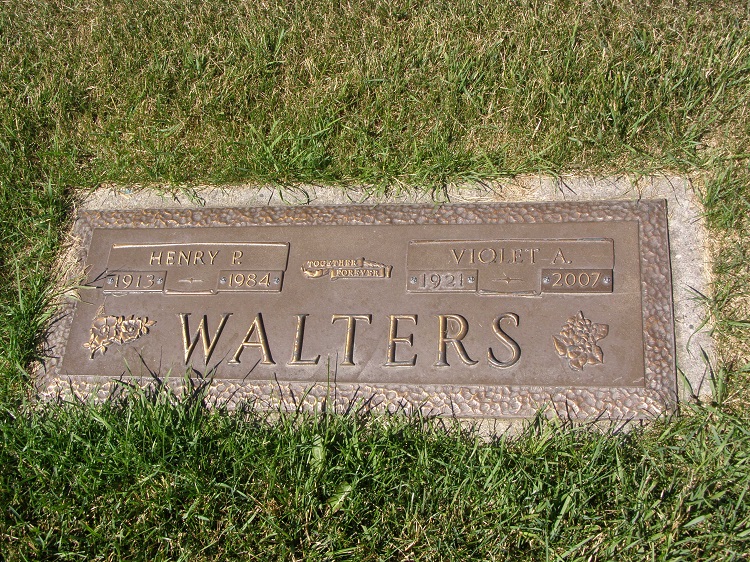 HENRY P.
1913 - 1984
TOGETHER
FOREVER
VIOLET A.
1921 - 2007
WALTERS